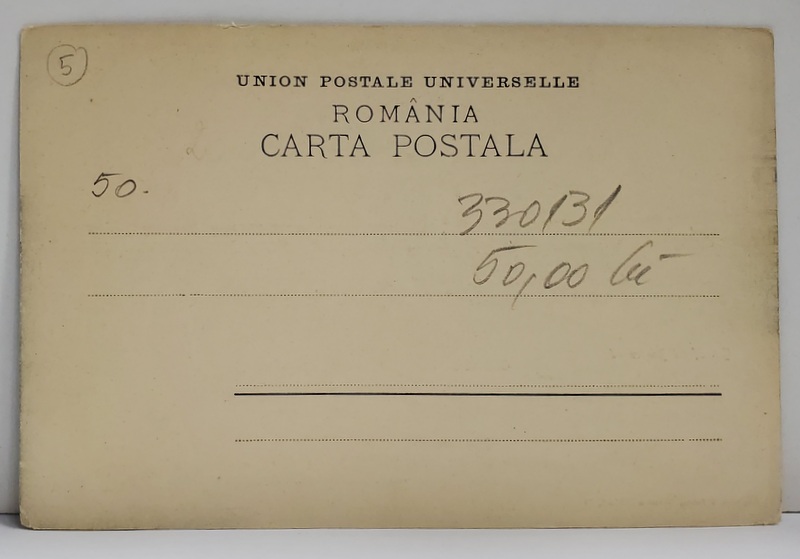 5
UNION POSTALE UNIVERSELLE
ROMÂNIA
CARTA POSTALA
50.
330131
50,00 lei